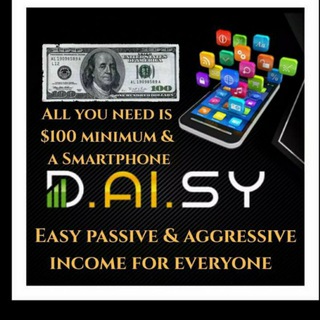 ALL YOU NEED IS
$100 MINIMUM &
A SMARTPHONE
D.AI.SY
EASY PASSIVE & AGGRESSIVE
INCOME FOR EVERYONE